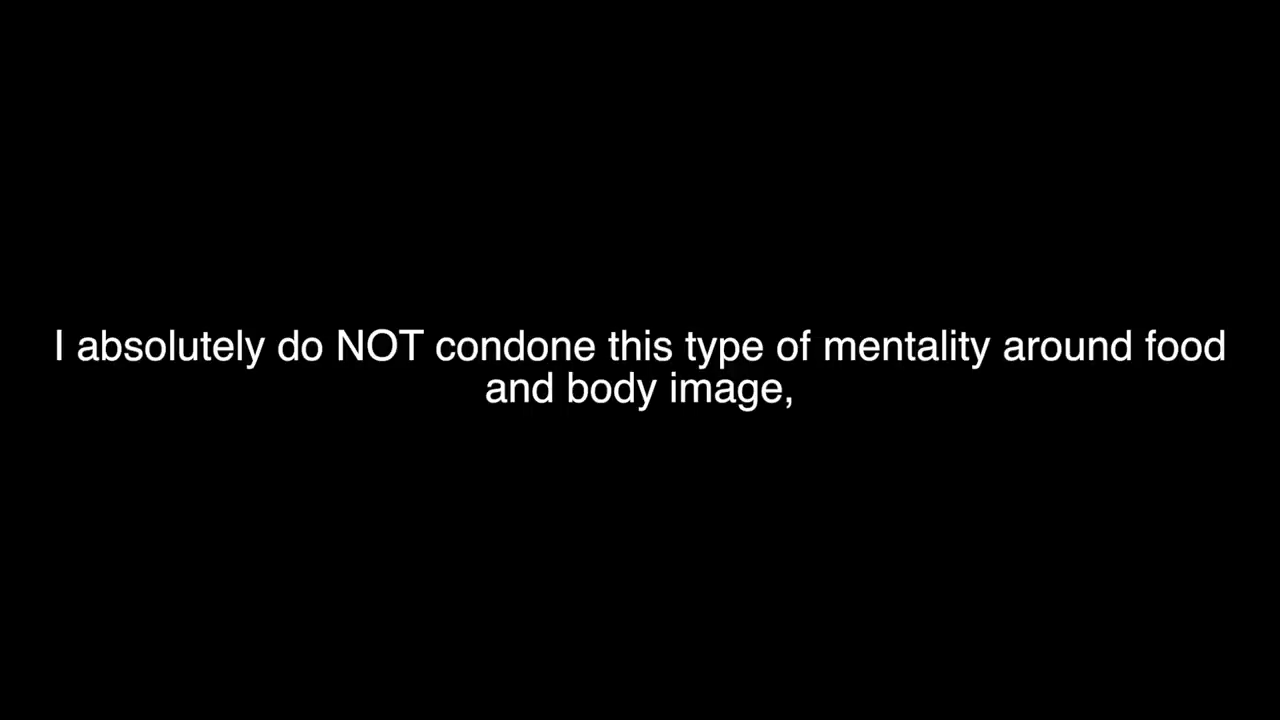 I absolutely do NOT condone this type of mentality around food
and body image,